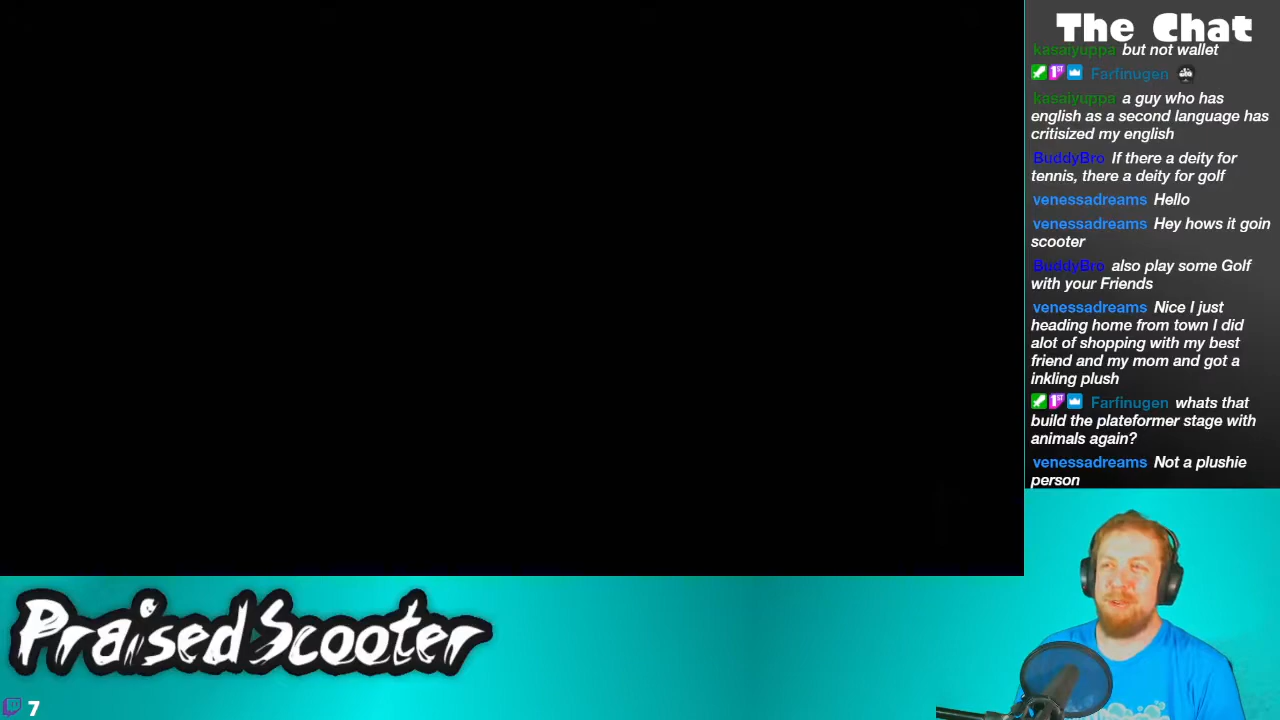 The Chat
kasaiyuppa but not wallet
Farfinugen
kasaiyuppa a guy who has
english as a second language has
critisized my english
BuddyBro If there a deity for
tennis, there a deity for golf
venessadreams Hello
venessadreams Hey hows it goin
scooter
BuddyBro also play some Golf
with your Friends
venessadreams Nice I just
heading home from town I did
alot of shopping with my best
friend and my mom and got a
inkling plush
Farfinugen whats that
build the plateformer stage with
animals again?
venessadreams Not a plushie
person
PraisedScooter
7